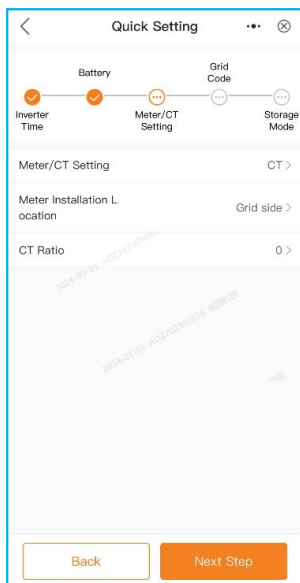 Quick Setting
Battery
Grid
Code
Inverter
Time
Meter/CT
Setting
Storage
Mode
Meter/CT Setting
CT
Meter Installation L
ocation
Grid side
CT Ratio
0
Back
Next Step